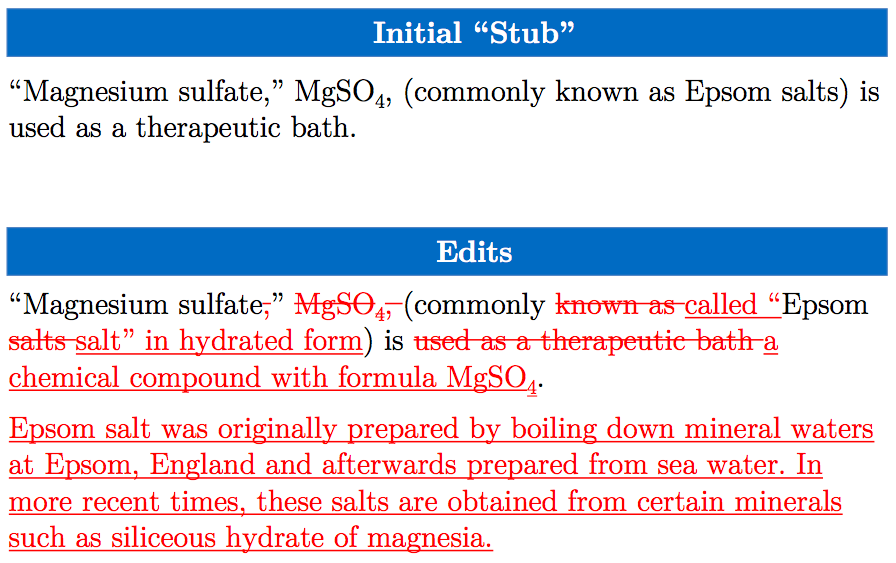 Initial “Stub”
“Magnesium sulfate,” MgSO₄, (commonly known as Epsom salts) is
used as a therapeutic bath.
Edits
“Magnesium sulfate,” MgSO₄, (commonly known as called “Epsom
salts salt” in hydrated form) is used as a therapeutic bath a
chemical compound with formula MgSO₄.
Epsom salt was originally prepared by boiling down mineral waters
at Epsom, England and afterwards prepared from sea water. In
more recent times, these salts are obtained from certain minerals
such as siliceous hydrate of magnesia.